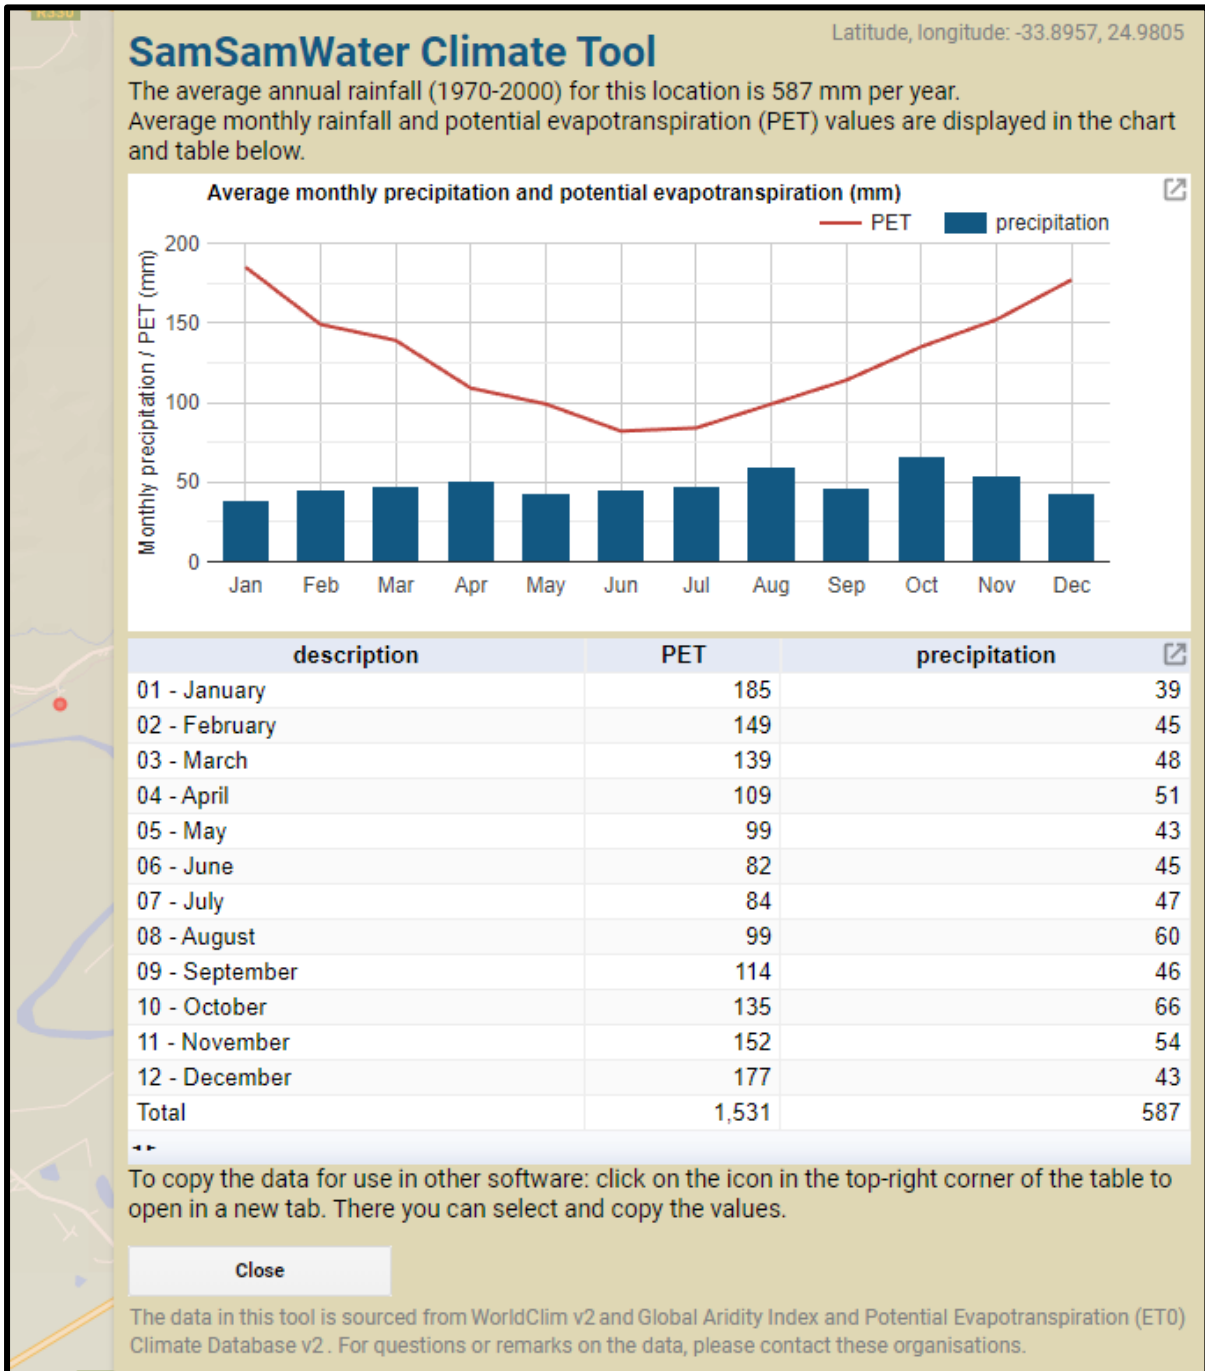 R330
Latitude, longitude: -33.8957, 24.9805
SamSamWater Climate Tool
The average annual rainfall (1970-2000) for this location is 587 mm per year.
Average monthly rainfall and potential evapotranspiration (PET) values are displayed in the chart
and table below.
Average monthly precipitation and potential evapotranspiration (mm)
PET precipitation
Monthly precipitation / PET (mm)
200
150
100
50
0
Jan Feb Mar Apr May Jun Jul Aug Sep Oct Nov Dec
description PET precipitation
01 - January 185 39
02 - February 149 45
03 - March 139 48
04 - April 109 51
05 - May 99 43
06 - June 82 45
07 - July 84 47
08 - August 99 60
09 - September 114 46
10 - October 135 66
11 - November 152 54
12 - December 177 43
Total 1,531 587
To copy the data for use in other software: click on the icon in the top-right corner of the table to
open in a new tab. There you can select and copy the values.
Close
The data in this tool is sourced from WorldClim v2 and Global Aridity Index and Potential Evapotranspiration (ET0)
Climate Database v2. For questions or remarks on the data, please contact these organisations.